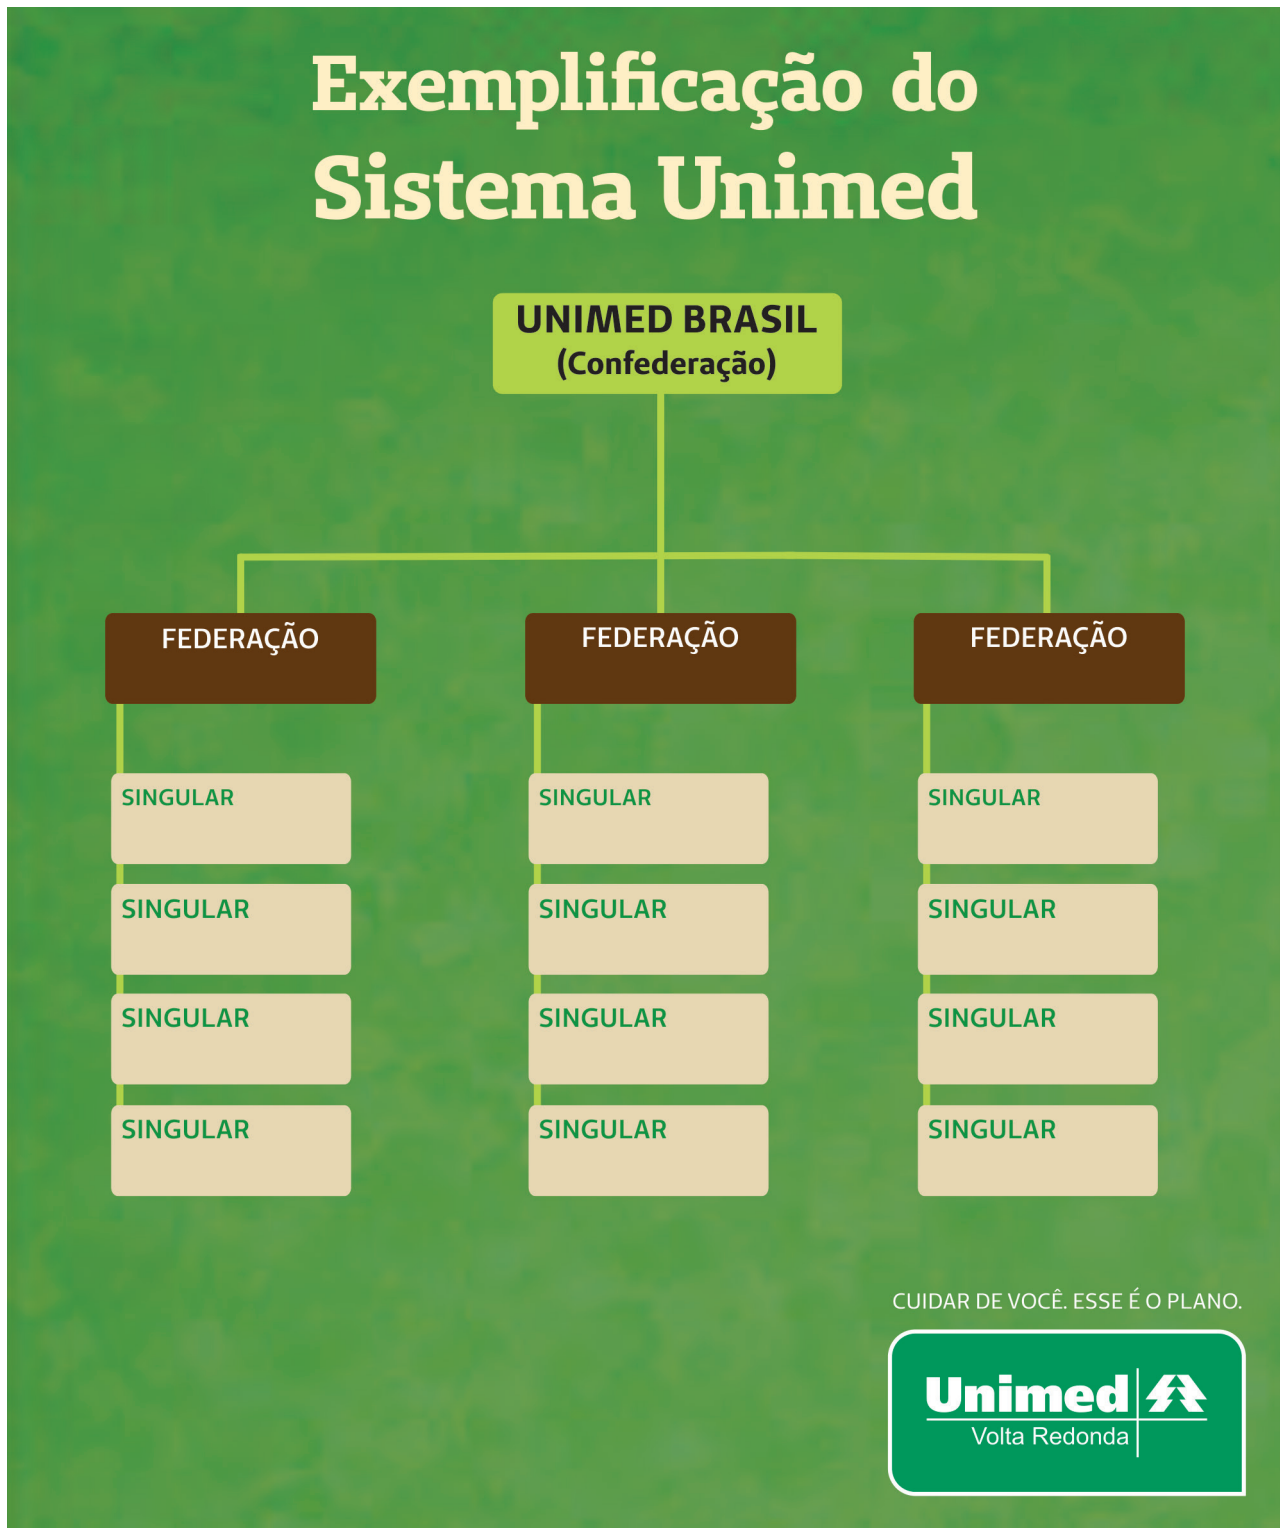 Exemplificação do
Sistema Unimed
UNIMED BRASIL
(Confederação)
FEDERAÇÃO
FEDERAÇÃO
FEDERAÇÃO
SINGULAR
SINGULAR
SINGULAR
SINGULAR
SINGULAR
SINGULAR
SINGULAR
SINGULAR
SINGULAR
SINGULAR
SINGULAR
SINGULAR
CUIDAR DE VOCÊ. ESSE É O PLANO.
Unimed
Volta Redonda